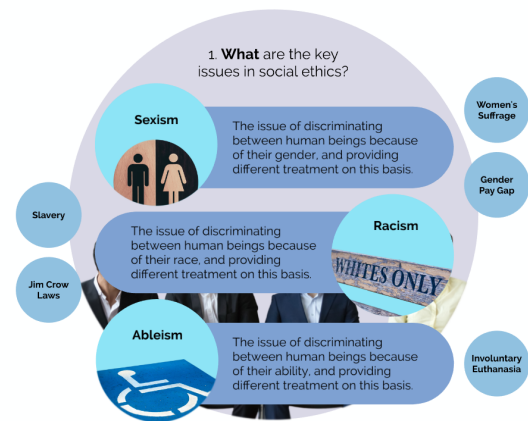 1. What are the key
issues in social ethics?
Sexism
The issue of discriminating
between human beings because
of their gender, and providing
different treatment on this basis.
Women's
Suffrage
Gender
Pay Gap
Slavery
Jim Crow
Laws
The issue of discriminating
between human beings because
of their race, and providing
different treatment on this basis.
Racism
WHITES ONLY
Ableism
The issue of discriminating
between human beings because
of their ability, and providing
different treatment on this basis.
Involuntary
Euthanasia